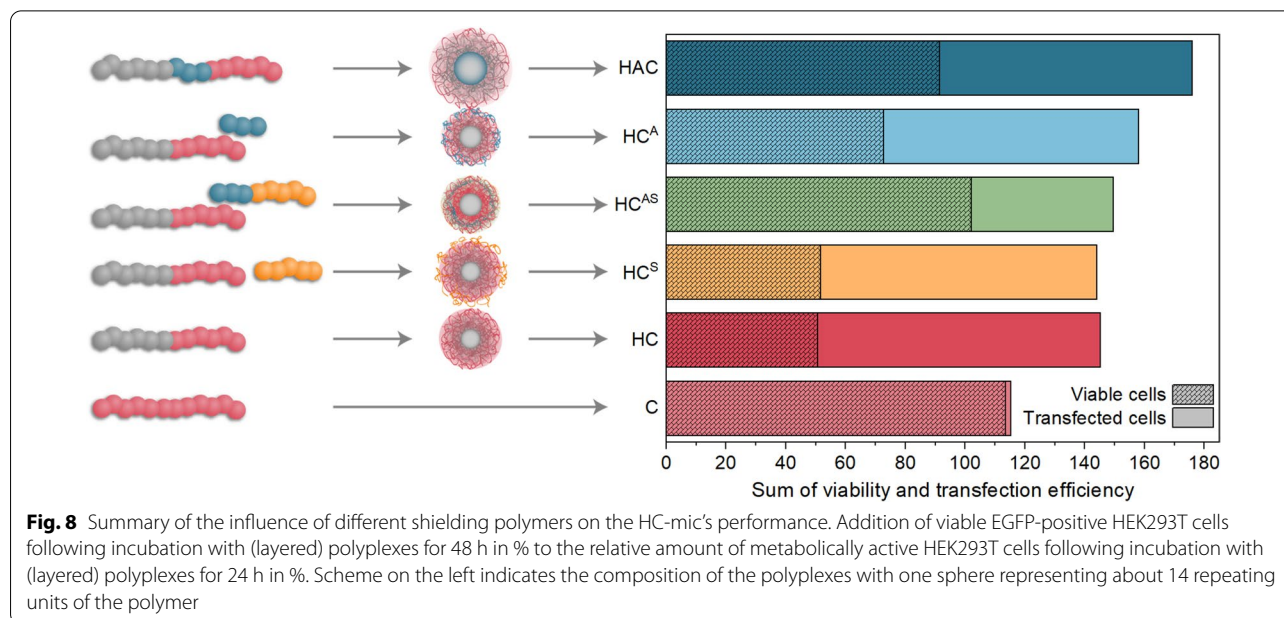 HAC
HCᴬ
HCᴬˢ
HCˢ
HC
C
Viable cells
Transfected cells
0 20 40 60 80 100 120 140 160 180
Sum of viability and transfection efficiency
Fig. 8 Summary of the influence of different shielding polymers on the HC-mic's performance. Addition of viable EGFP-positive HEK293T cells
following incubation with (layered) polyplexes for 48 h in % to the relative amount of metabolically active HEK293T cells following incubation with
(layered) polyplexes for 24 h in %. Scheme on the left indicates the composition of the polyplexes with one sphere representing about 14 repeating
units of the polymer